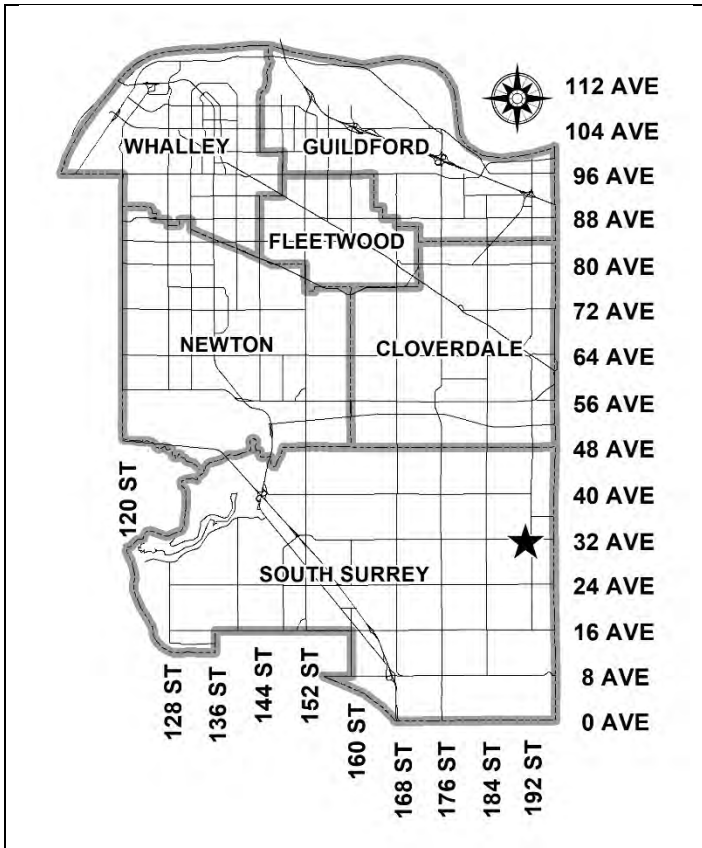 112 AVE
104 AVE
WHALLEY
GUILDFORD
96 AVE
88 AVE
FLEETWOOD
80 AVE
72 AVE
NEWTON
CLOVERDALE
64 AVE
56 AVE
48 AVE
120 ST
40 AVE
32 AVE
SOUTH SURREY
24 AVE
16 AVE
8 AVE
0 AVE
128 ST
136 ST
144 ST
152 ST
160 ST
168 ST
176 ST
184 ST
192 ST